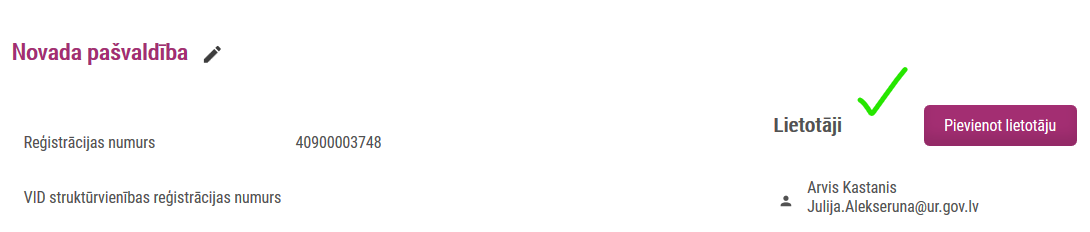 Novada pašvaldība
Reģistrācijas numurs 40900003748
VID struktūrvienības reģistrācijas numurs
Lietotāji
Pievienot lietotāju
Arvis Kastanis
Julija.Alekseruna@ur.gov.lv